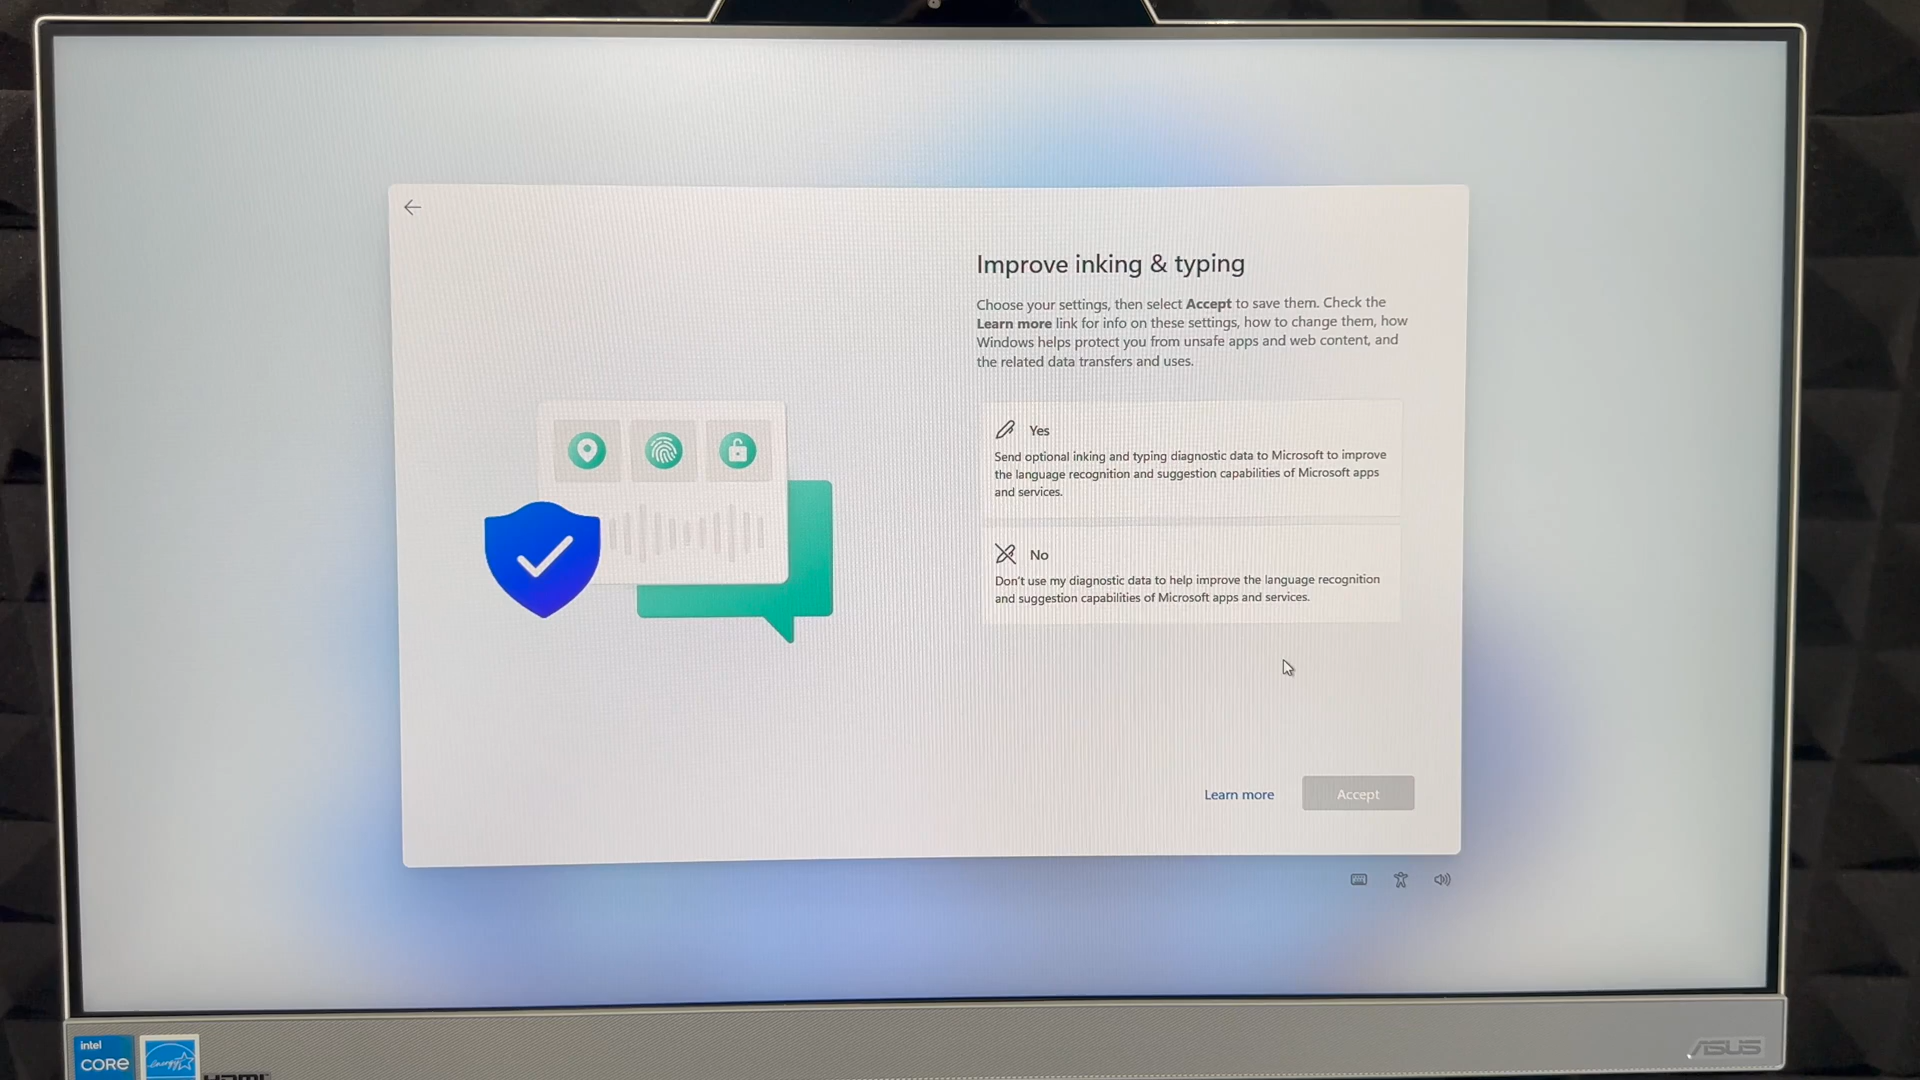 Improve inking & typing
Choose your settings, then select Accept to save them. Check the
Learn more link for info on these settings, how to change them, how
Windows helps protect you from unsafe apps and web content, and
the related data transfers and uses.
Yes
Send optional inking and typing diagnostic data to Microsoft to improve
the language recognition and suggestion capabilities of Microsoft apps
and services.
No
Don't use my diagnostic data to help improve the language recognition
and suggestion capabilities of Microsoft apps and services.
Learn more
Accept
intel
CORE
energy
HDMI
ASUS